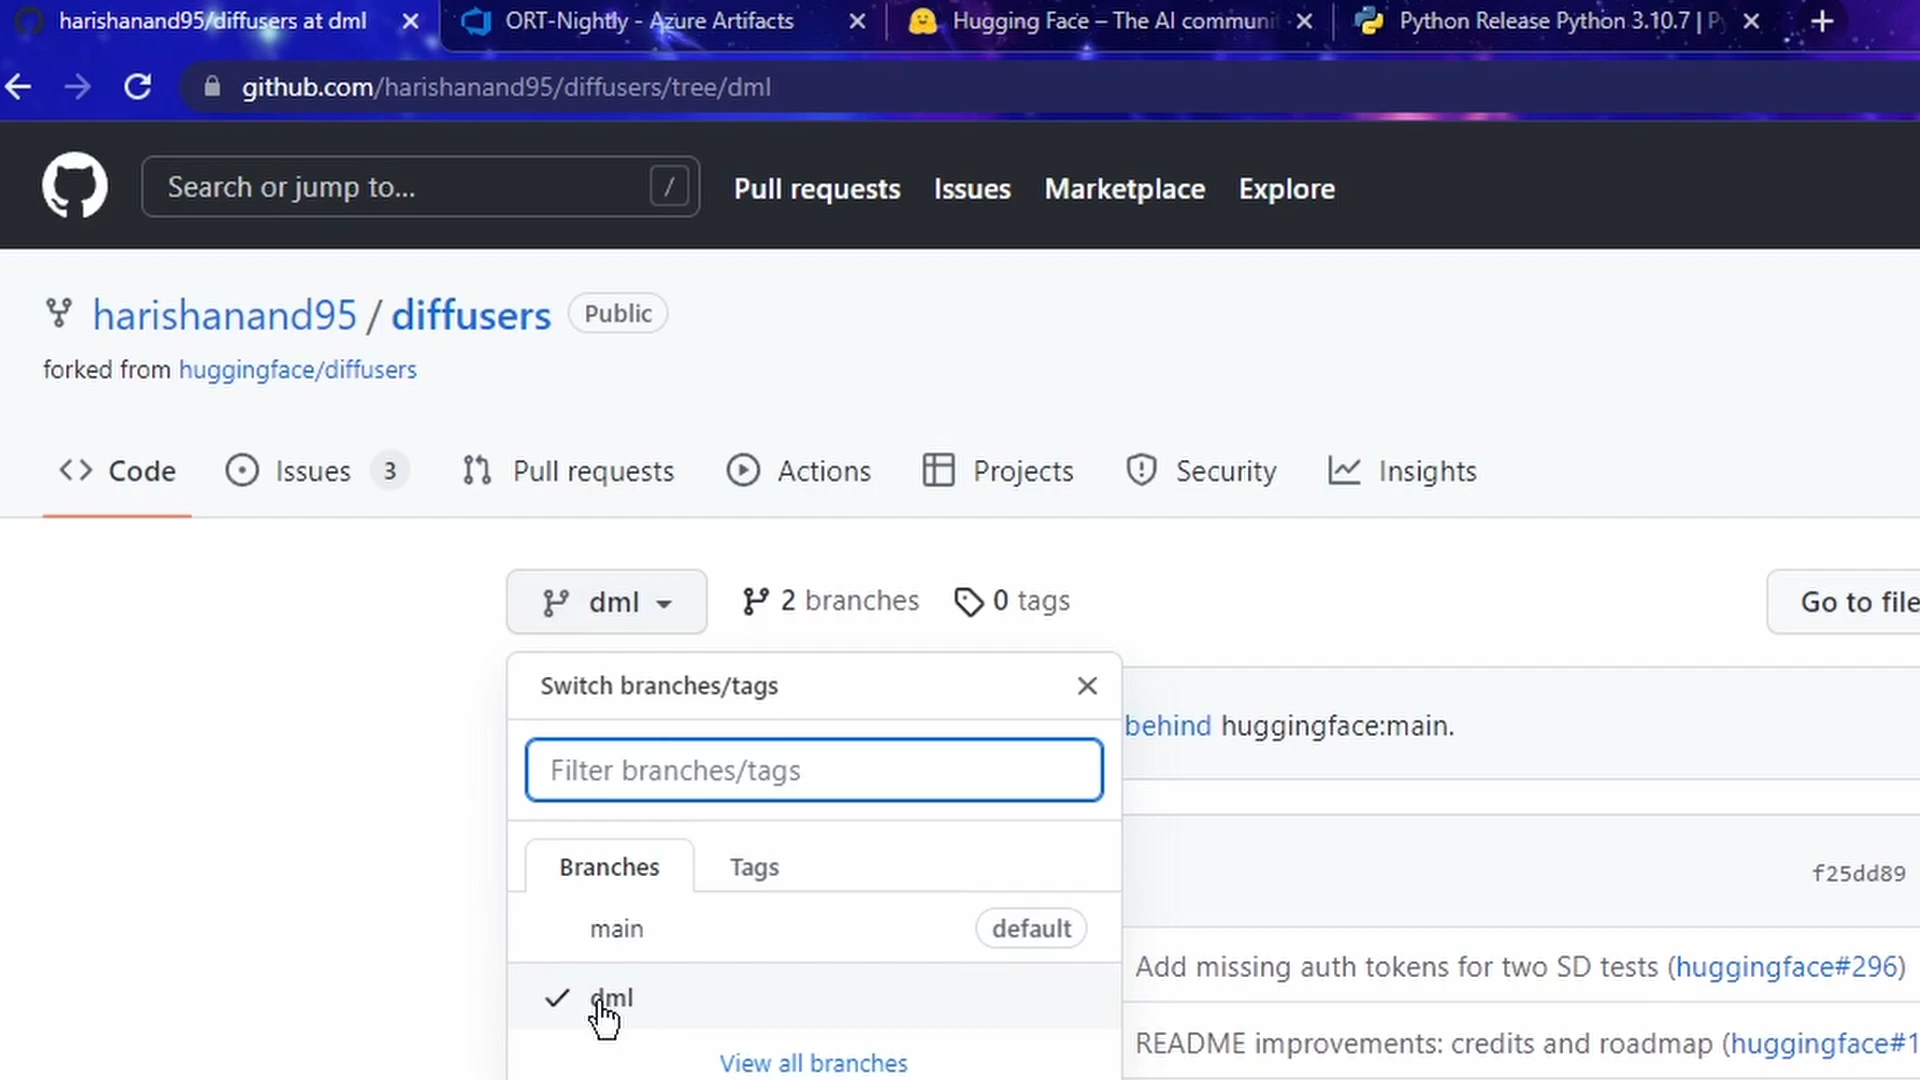 harishanand95/diffusers at dml
ORT-Nightly - Azure Artifacts
Hugging Face – The AI communit
Python Release Python 3.10.7 | P
github.com/harishanand95/diffusers/tree/dml
Search or jump to...
/
Pull requests
Issues
Marketplace
Explore
harishanand95 / diffusers
Public
forked from huggingface/diffusers
Code
Issues 3
Pull requests
Actions
Projects
Security
Insights
dml
2 branches
0 tags
Go to file
Switch branches/tags
behind huggingface:main.
Filter branches/tags
Branches
Tags
f25dd89
main
default
Add missing auth tokens for two SD tests (huggingface#296)
dml
README improvements: credits and roadmap (huggingface#1
View all branches